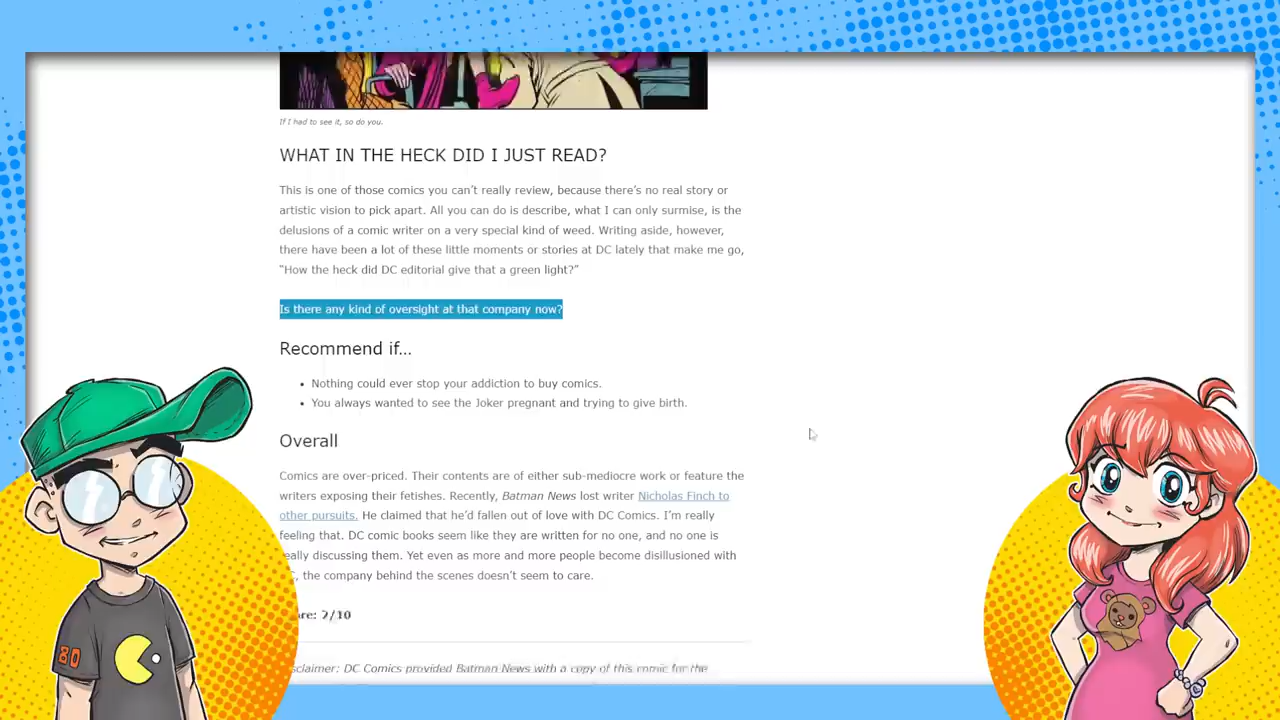 If I had to see it, so do you.
WHAT IN THE HECK DID I JUST READ?
This is one of those comics you can’t really review, because there’s no real story or
artistic vision to pick apart. All you can do is describe, what I can only surmise, is the
delusions of a comic writer on a very special kind of weed. Writing aside, however,
there have been a lot of these little moments or stories at DC lately that make me go,
“How the heck did DC editorial give that a green light?”
Is there any kind of oversight at that company now?
Recommend if…
• Nothing could ever stop your addiction to buy comics.
• You always wanted to see the Joker pregnant and trying to give birth.
Overall
Comics are over-priced. Their contents are of either sub-mediocre work or feature the
writers exposing their fetishes. Recently, Batman News lost writer Nicholas Finch to
other pursuits. He claimed that he’d fallen out of love with DC Comics. I’m really
feeling that. DC comic books seem like they are written for no one, and no one is
really discussing them. Yet even as more and more people become disillusioned with
, the company behind the scenes doesn’t seem to care.
re: 2/10
sclaimer: DC Comics provided Batman News with a copy of this comic for the
80